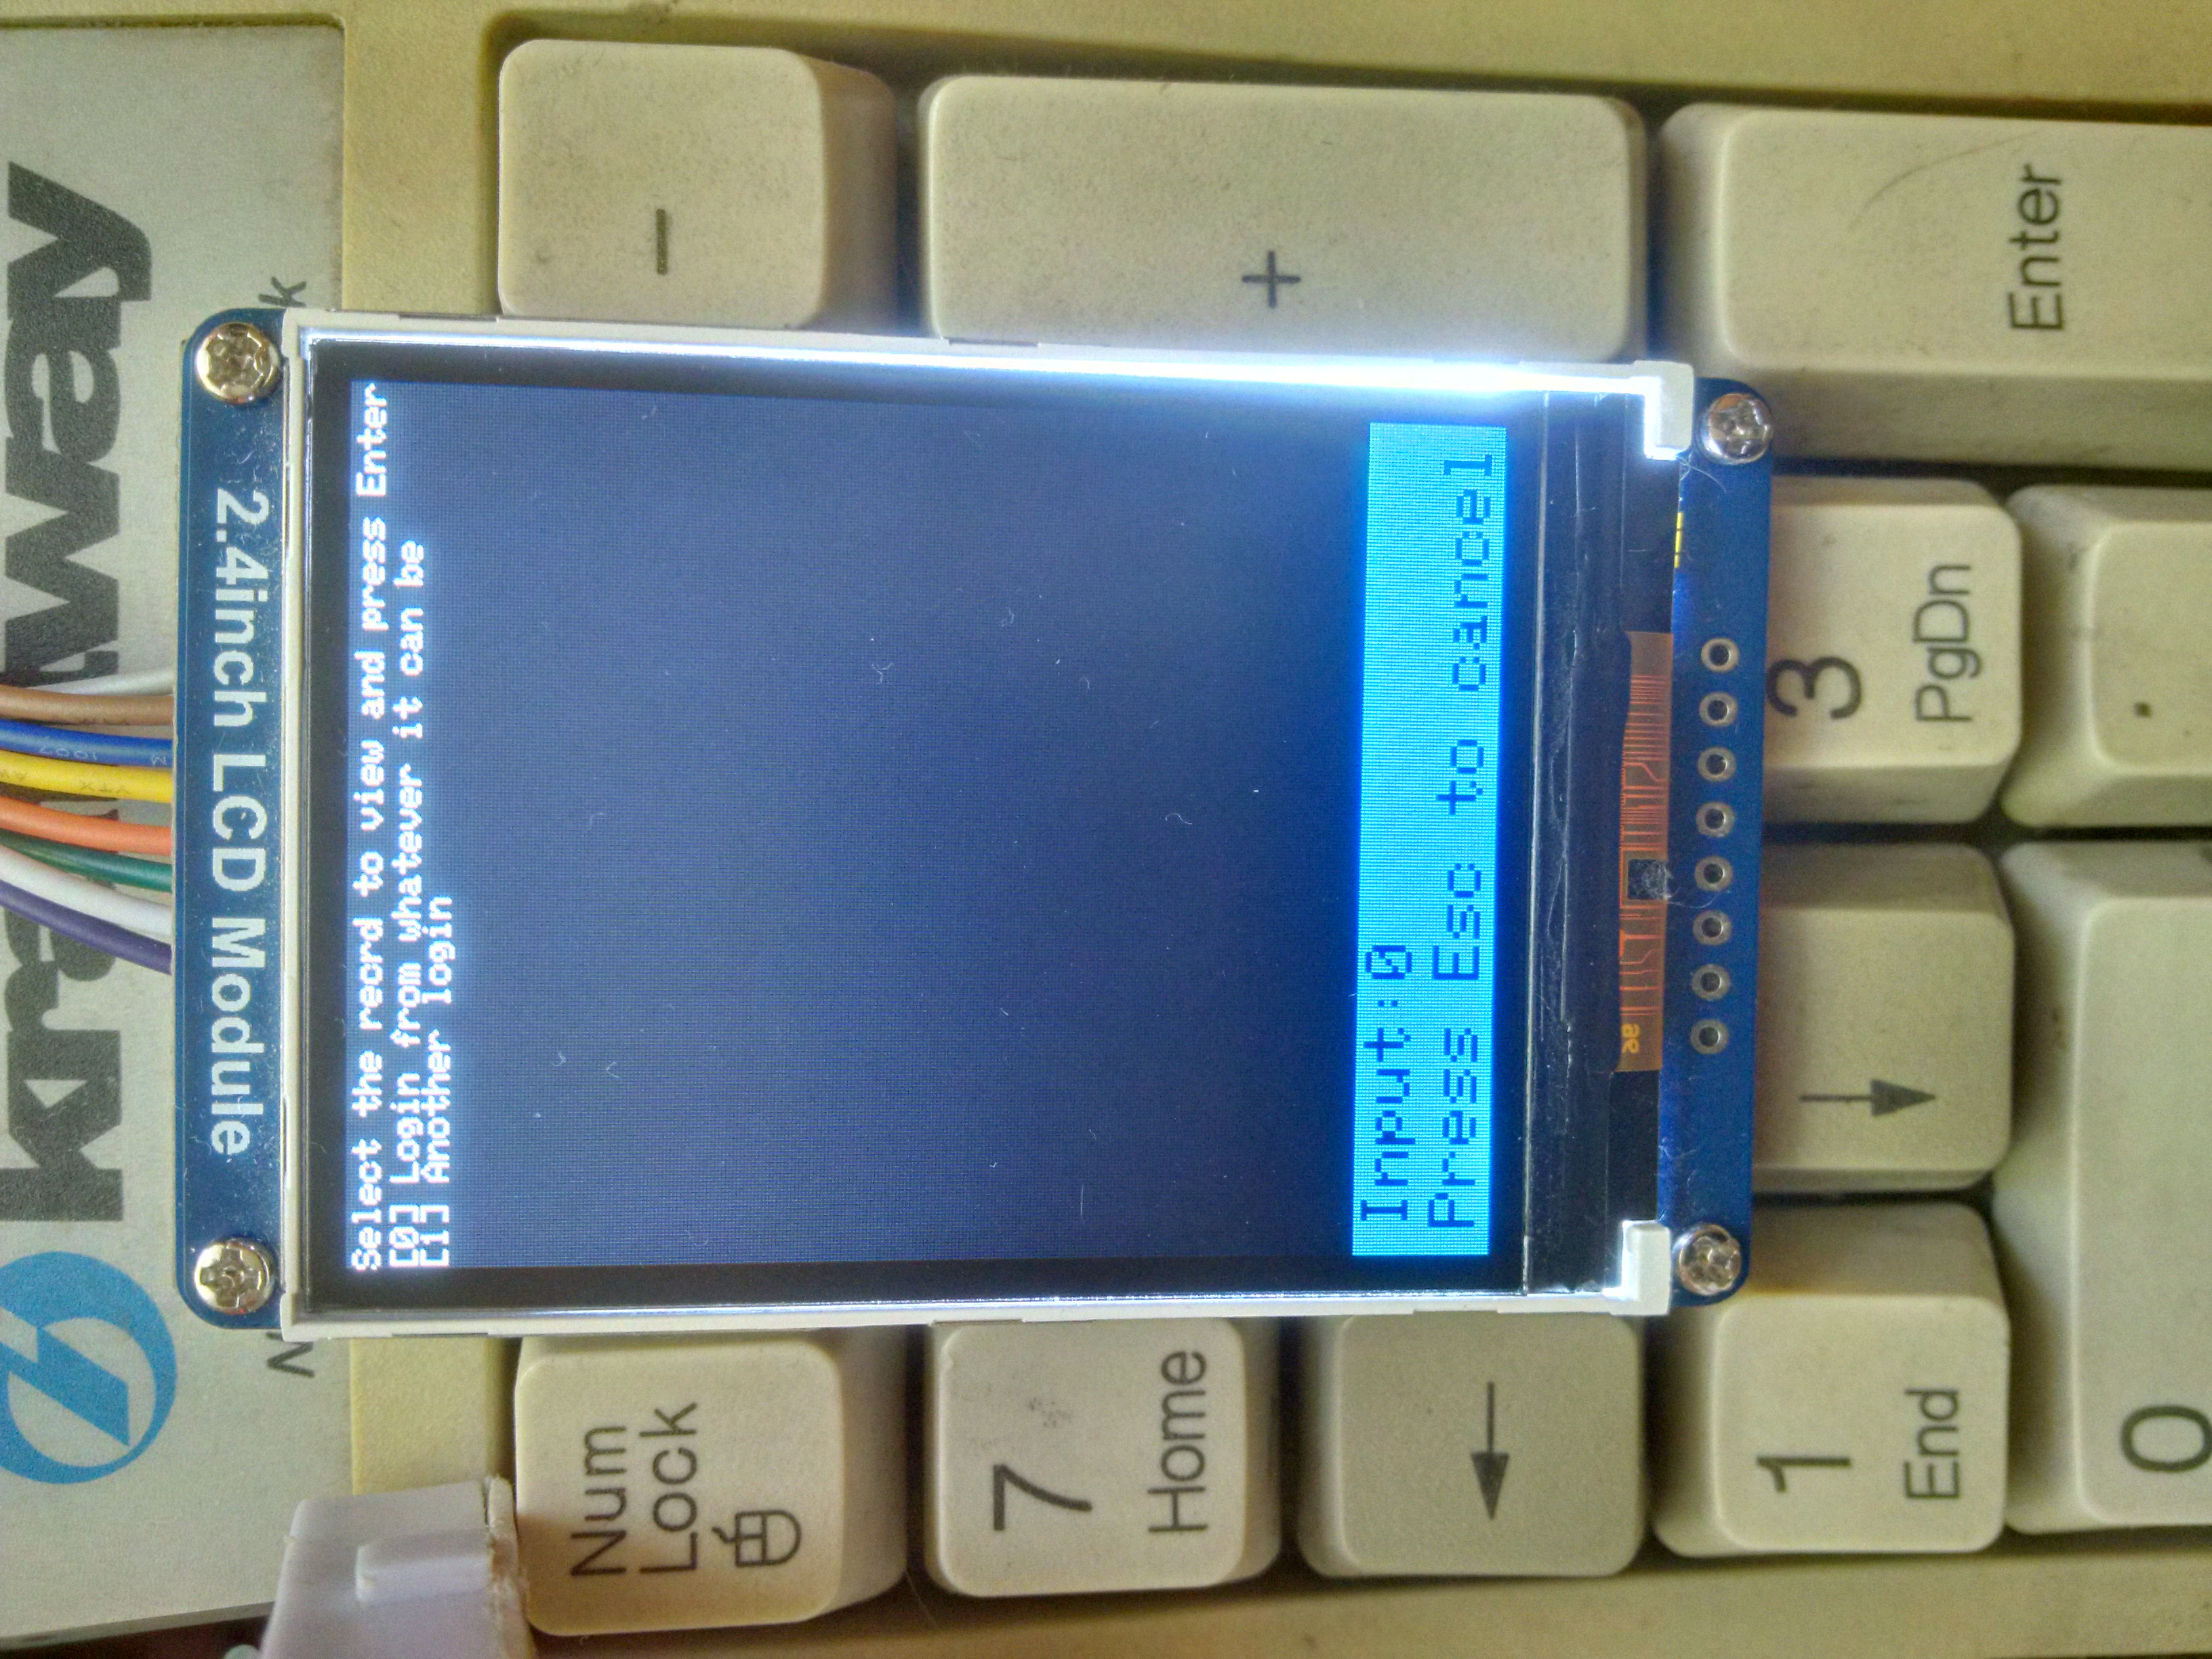 kraftway
2.4inch LCD Module
Select the recrd to view and press Enter
[0] Login from whatever it can be
[1] Another login
Num
Lock
-
7
Home
+
Input:0
Press Esc to cancel
1
End
3
PgDn
Enter
0
.